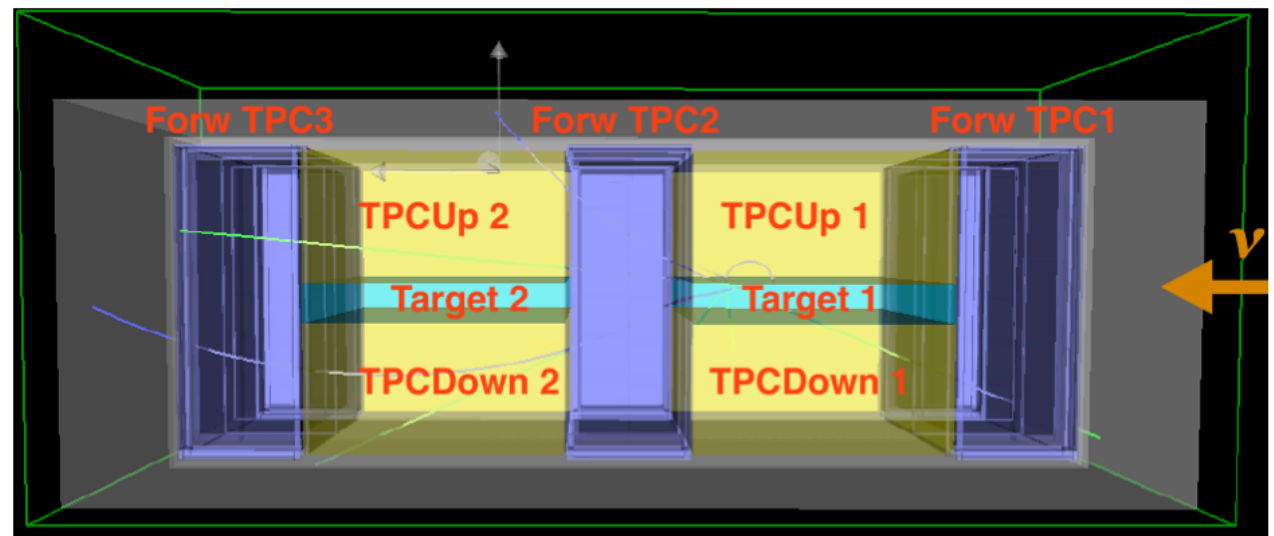 Forw TPC3
Forw TPC2
Forw TPC1
TPCUp 2
TPCUp 1
ν
Target 2
Target 1
TPCDown 2
TPCDown 1